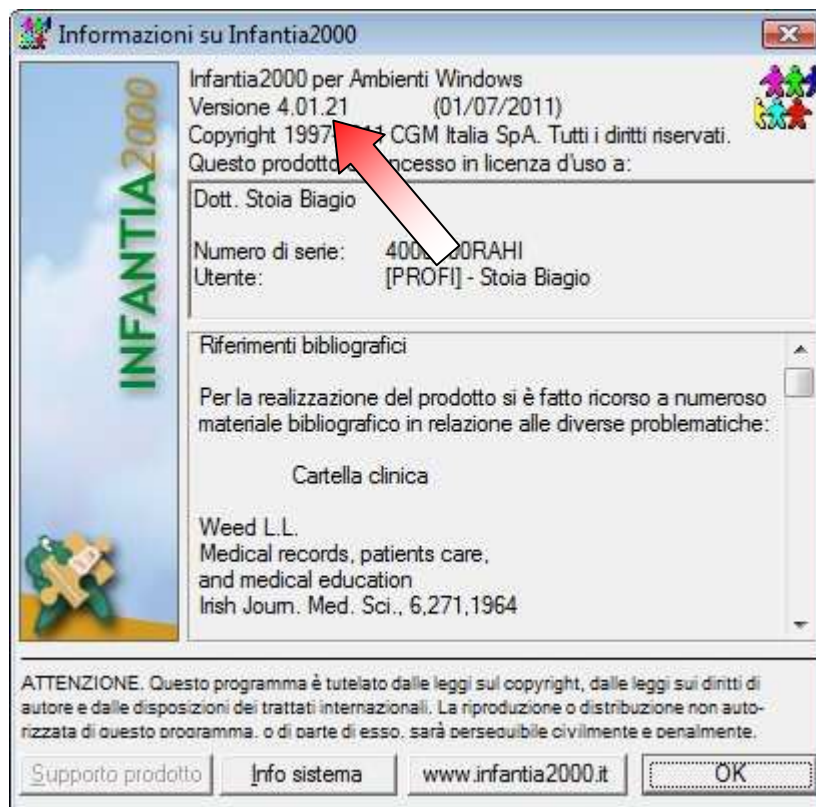 Informazioni su Infantia2000
INFANTIA2000
Infantia2000 per Ambienti Windows
Versione 4.01.21 (01/07/2011)
Copyright 1997 CGM Italia SpA. Tutti i diritti riservati.
Questo prodotto in licenza d'uso a:
Dott. Stoia Biagio
Numero di serie:
Utente: [PROFI] - Stoia Biagio
Riferimenti bibliografici
Per la realizzazione del prodotto si è fatto ricorso a numeroso
materiale bibliografico in relazione alle diverse problematiche:
Cartella clinica
Weed L.L.
Medical records, patients care,
and medical education
Irish Journ. Med. Sci., 6,271,1964
ATTENZIONE. Questo programma è tutelato dalle leggi sul copyright, dalle leggi sui diritti di
autore e dalle disposizioni dei trattati internazionali. La riproduzione o distribuzione non auto-
rizzata di questo programma, o di parte di esso, sarà perseguibile civilmente e penalmente.
Supporto prodotto Info sistema www.infantia2000.it OK